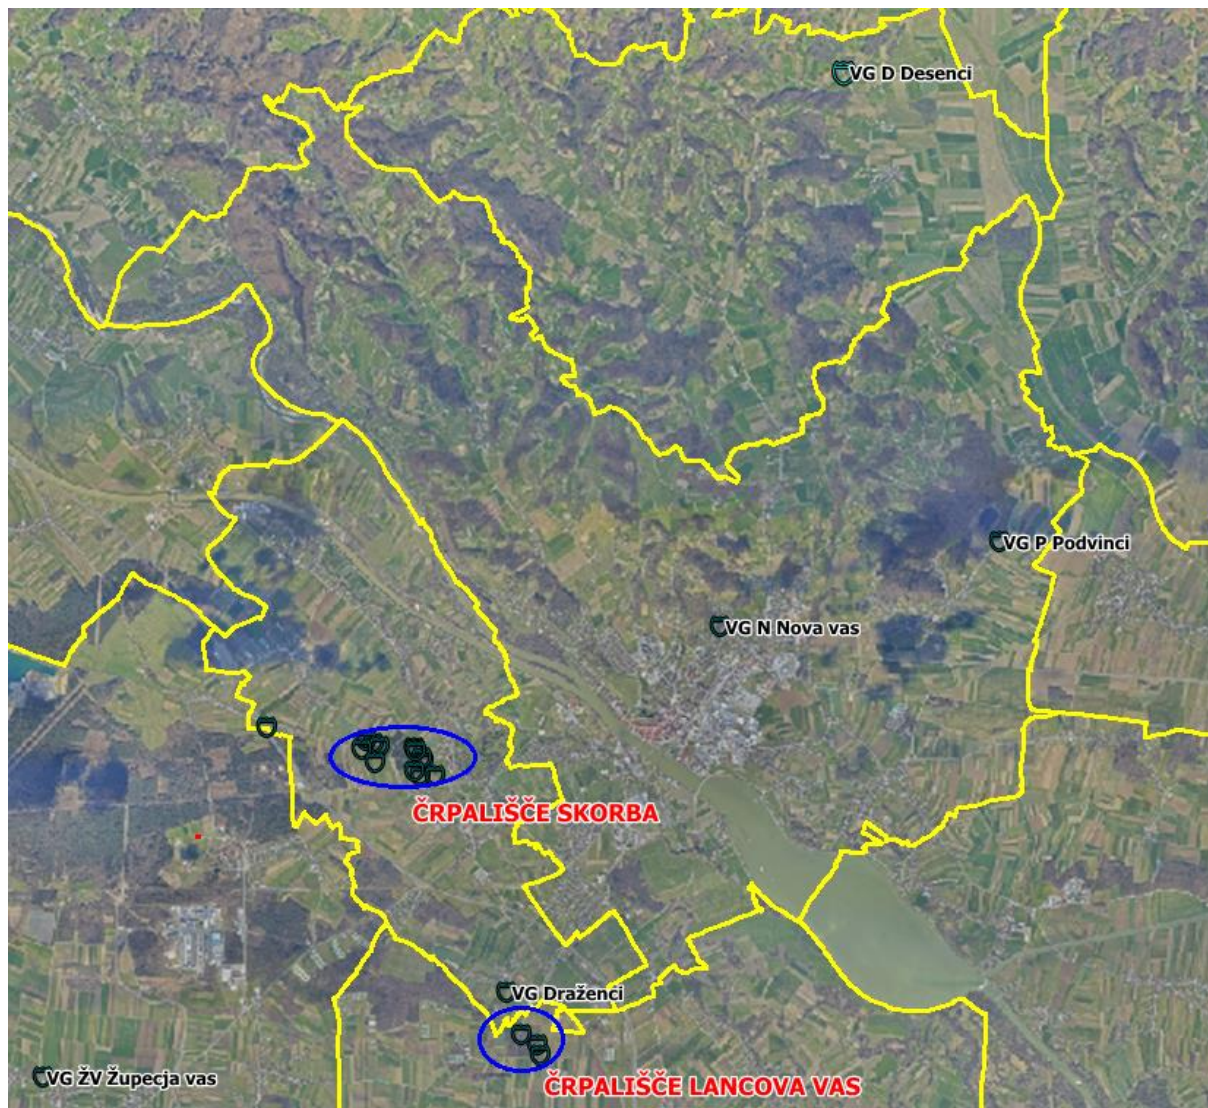 VG D Desenci
VG P Podvinci
VG N Nova vas
ČRPALIŠČE SKORBA
VG Draženci
VG ŽV Župecja vas
ČRPALIŠČE LANCOVA VAS